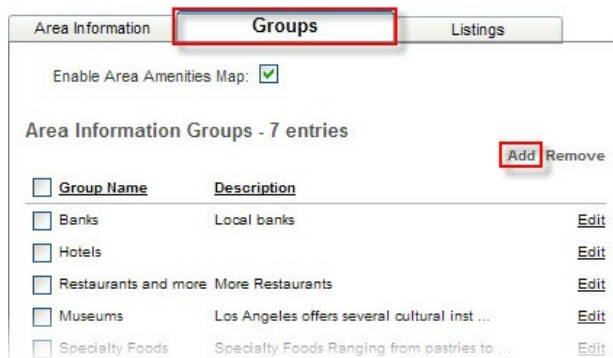 Area Information Groups Listings
Enable Area Amenities Map:
Area Information Groups - 7 entries
Add Remove
Group Name Description
Banks Local banks Edit
Hotels Edit
Restaurants and more More Restaurants Edit
Museums Los Angeles offers several cultural inst ... Edit
Specialty Foods Specialty Foods Ranging from pastries to ... Edit